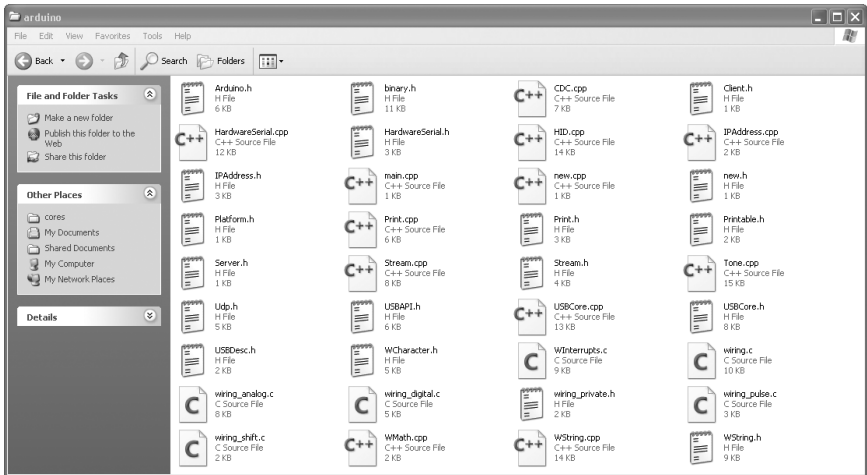 arduino
File Edit View Favorites Tools Help
Back Search Folders
File and Folder Tasks
Make a new folder
Publish this folder to the
Web
Share this folder
Other Places
cores
My Documents
Shared Documents
My Computer
My Network Places
Details
Arduino.h
H File
6 KB
binary.h
H File
11 KB
C++
CDC.cpp
C++ Source File
7 KB
Client.h
H File
1 KB
C++
HardwareSerial.cpp
C++ Source File
12 KB
HardwareSerial.h
H File
3 KB
C++
HID.cpp
C++ Source File
14 KB
C++
IPAddress.cpp
C++ Source File
2 KB
IPAddress.h
H File
3 KB
C++
main.cpp
C++ Source File
1 KB
C++
new.cpp
C++ Source File
1 KB
new.h
H File
1 KB
Platform.h
H File
1 KB
C++
Print.cpp
C++ Source File
6 KB
Print.h
H File
3 KB
Printable.h
H File
2 KB
Server.h
H File
1 KB
C++
Stream.cpp
C++ Source File
8 KB
Stream.h
H File
4 KB
C++
Tone.cpp
C++ Source File
15 KB
Udp.h
H File
5 KB
USBAPI.h
H File
6 KB
C++
USBCore.cpp
C++ Source File
13 KB
USBCore.h
H File
8 KB
USBDesc.h
H File
2 KB
WCharacter.h
H File
5 KB
C
WInterrupts.c
C Source File
9 KB
C
wiring.c
C Source File
10 KB
C
wiring_analog.c
C Source File
8 KB
C
wiring_digital.c
C Source File
5 KB
wiring_private.h
H File
2 KB
C
wiring_pulse.c
C Source File
3 KB
C
wiring_shift.c
C Source File
2 KB
C++
WMath.cpp
C++ Source File
2 KB
C++
WString.cpp
C++ Source File
14 KB
WString.h
H File
9 KB